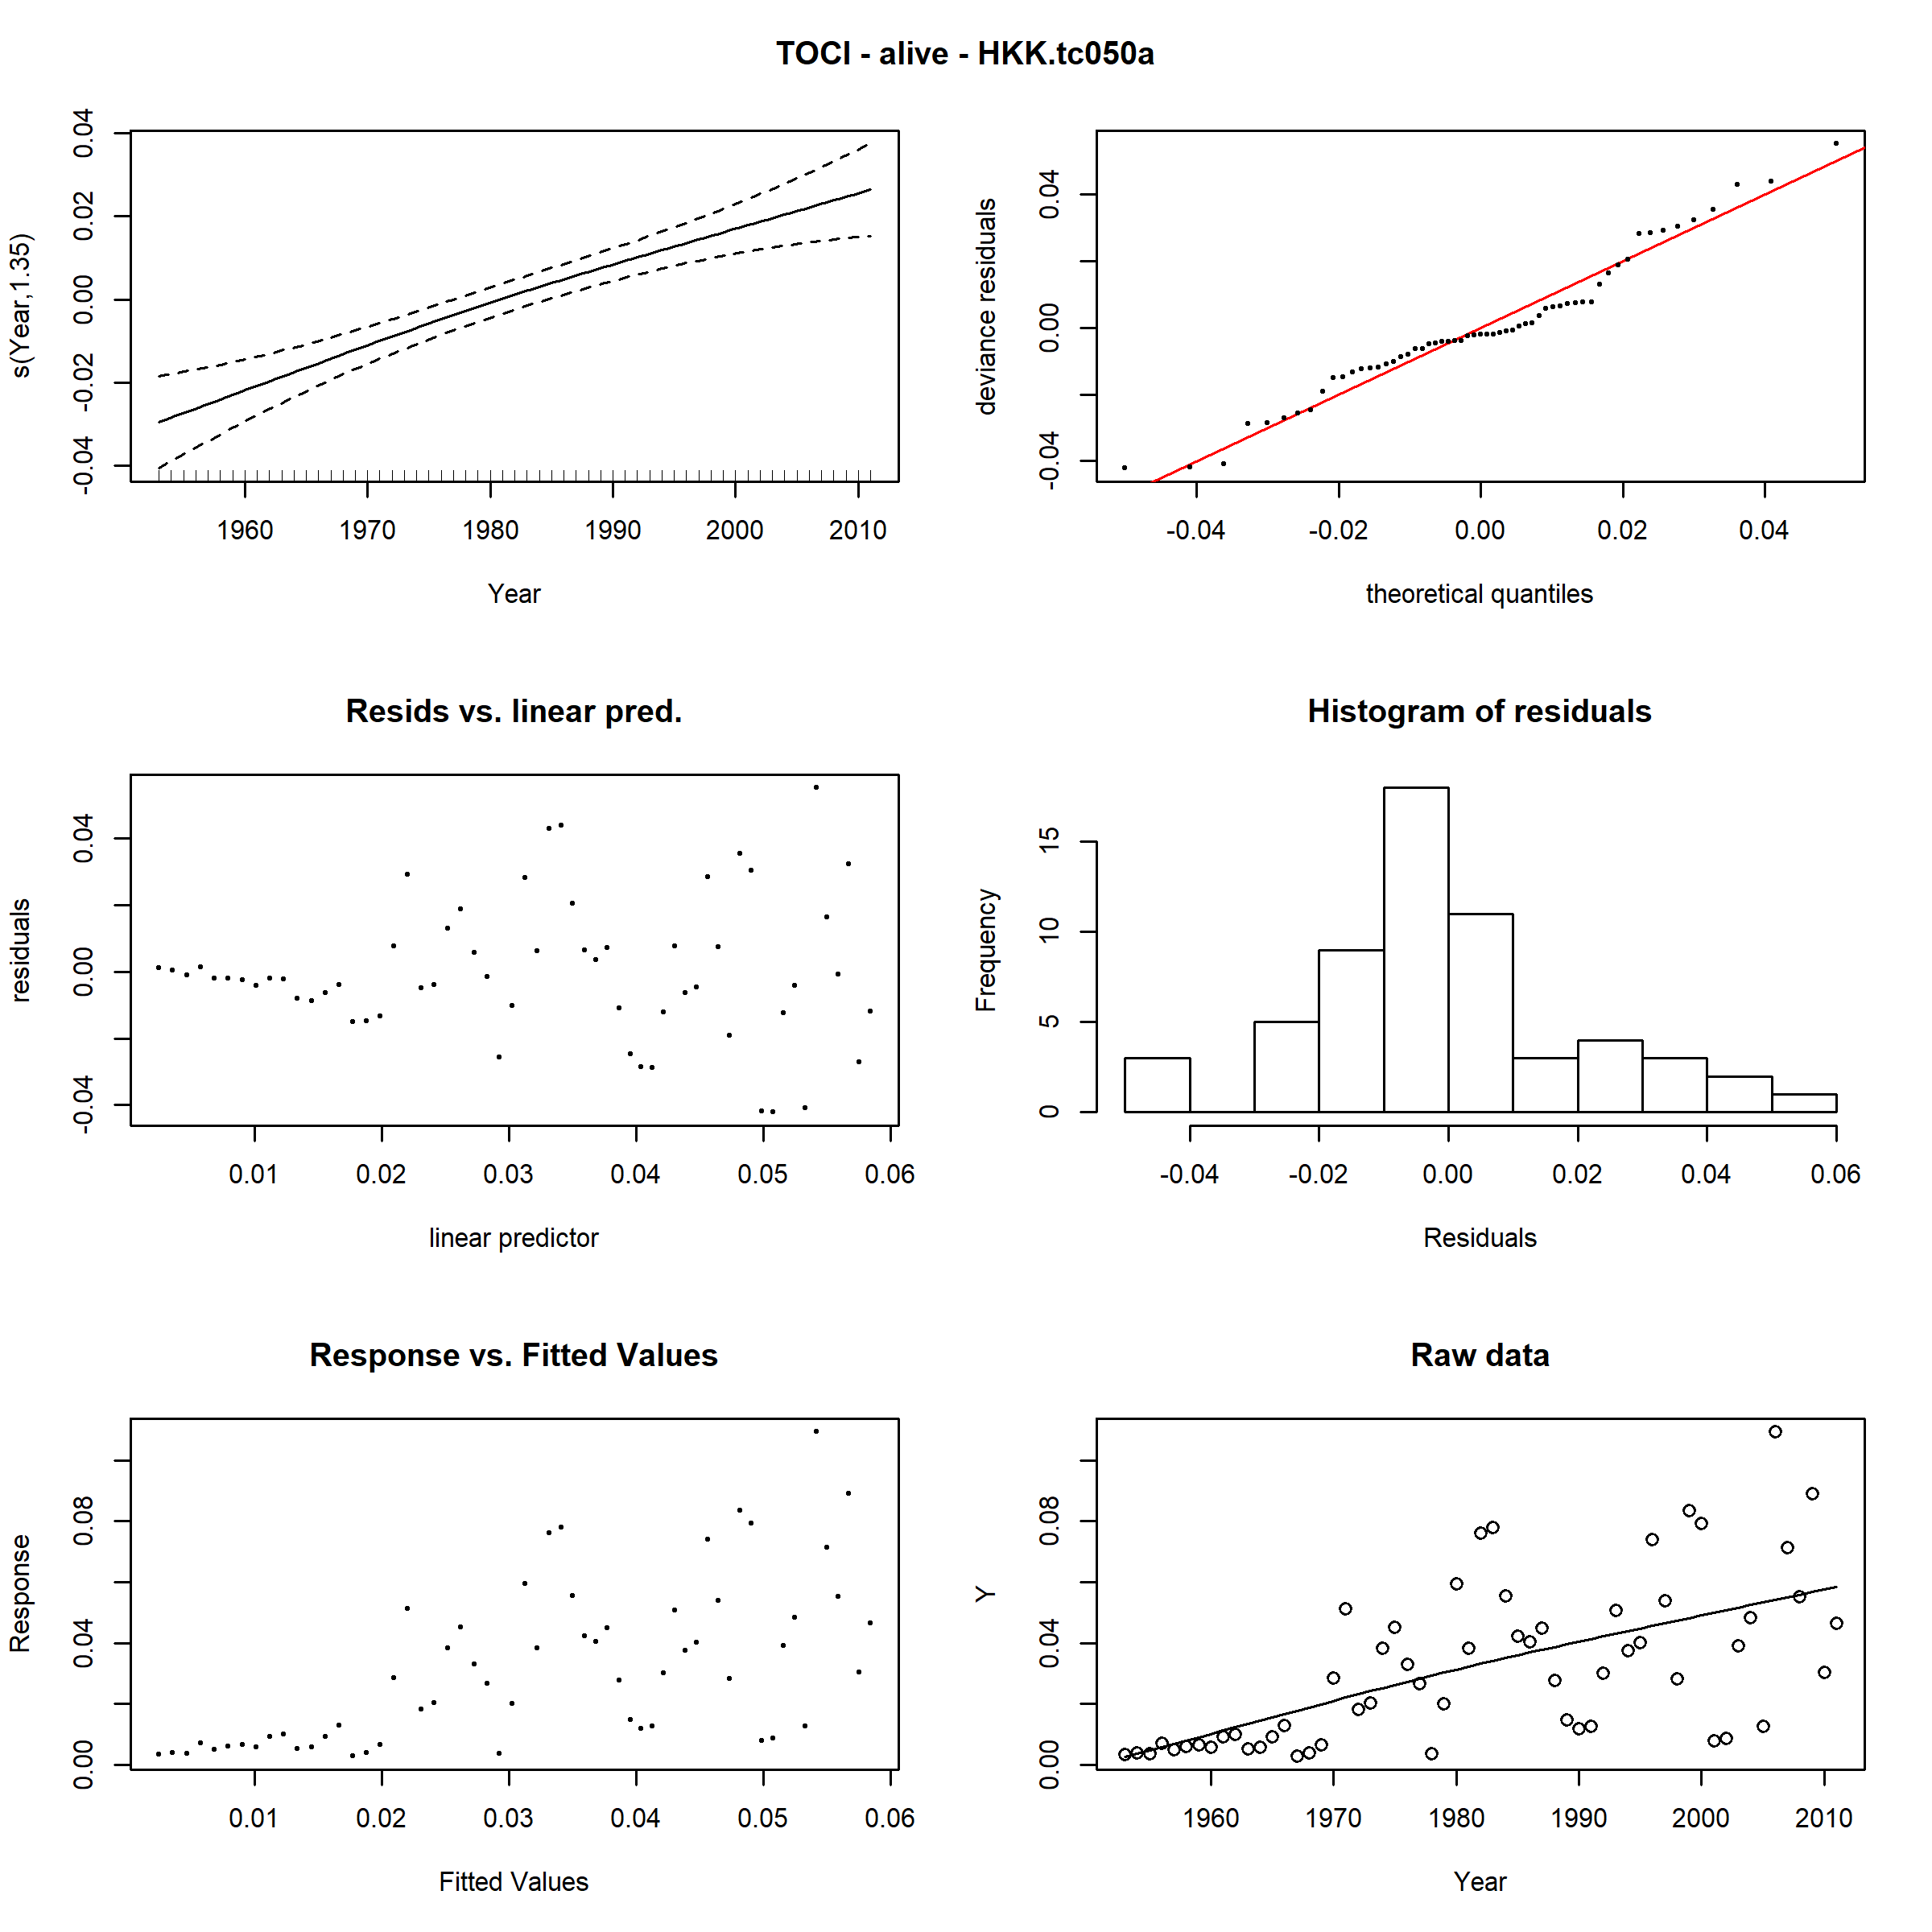 TOCI - alive - HKK.tc050a
s(Year,1.35)
-0.04 -0.02 0.00 0.02 0.04
1960 1970 1980 1990 2000 2010
Year
deviance residuals
-0.04 0.00 0.04
-0.04 -0.02 0.00 0.02 0.04
theoretical quantiles
Resids vs. linear pred.
residuals
-0.04 0.00 0.04
0.01 0.02 0.03 0.04 0.05 0.06
linear predictor
Histogram of residuals
Frequency
0 5 10 15
-0.04 -0.02 0.00 0.02 0.04 0.06
Residuals
Response vs. Fitted Values
Response
0.00 0.04 0.08
0.01 0.02 0.03 0.04 0.05 0.06
Fitted Values
Raw data
Y
0.00 0.04 0.08
1960 1970 1980 1990 2000 2010
Year